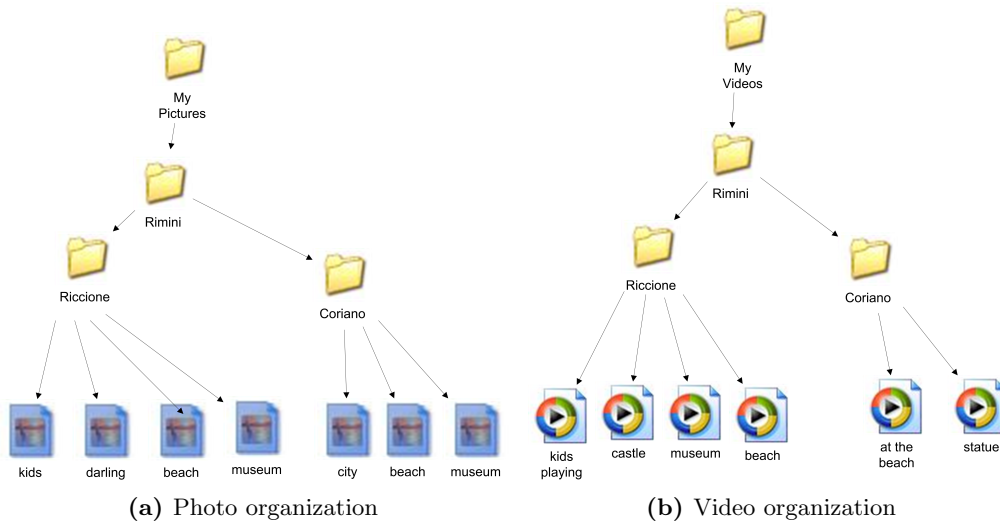 My
Pictures
Rimini
Riccione
Coriano
kids
darling
beach
museum
city
beach
museum
(a) Photo organization
My
Videos
Rimini
Riccione
Coriano
kids
playing
castle
museum
beach
at the
beach
statue
(b) Video organization